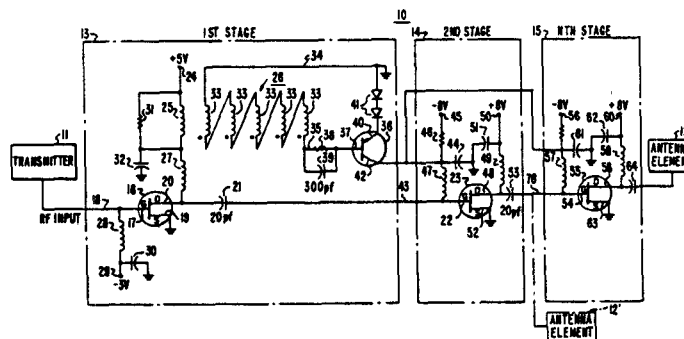 10
13
1ST STAGE
14
2ND STAGE
15
NTH STAGE
+5V
24
34
26
33
33
33
33
33
31
25
41
40
36
-8V
45
50
+8V
-8V
56
62
+8V
60
11
TRANSMITTER
32
27
35
38
37
39
300pf
42
46
44
51
49
57
61
58
ANTENNA ELEMENT
18
RF INPUT
16
G
D
S
20
17
19
21
20pf
43
47
23
48
53
22
G
D
S
20pf
52
55
54
G
D
S
64
63
28
29
-3V
30
ANTENNA ELEMENT
12'